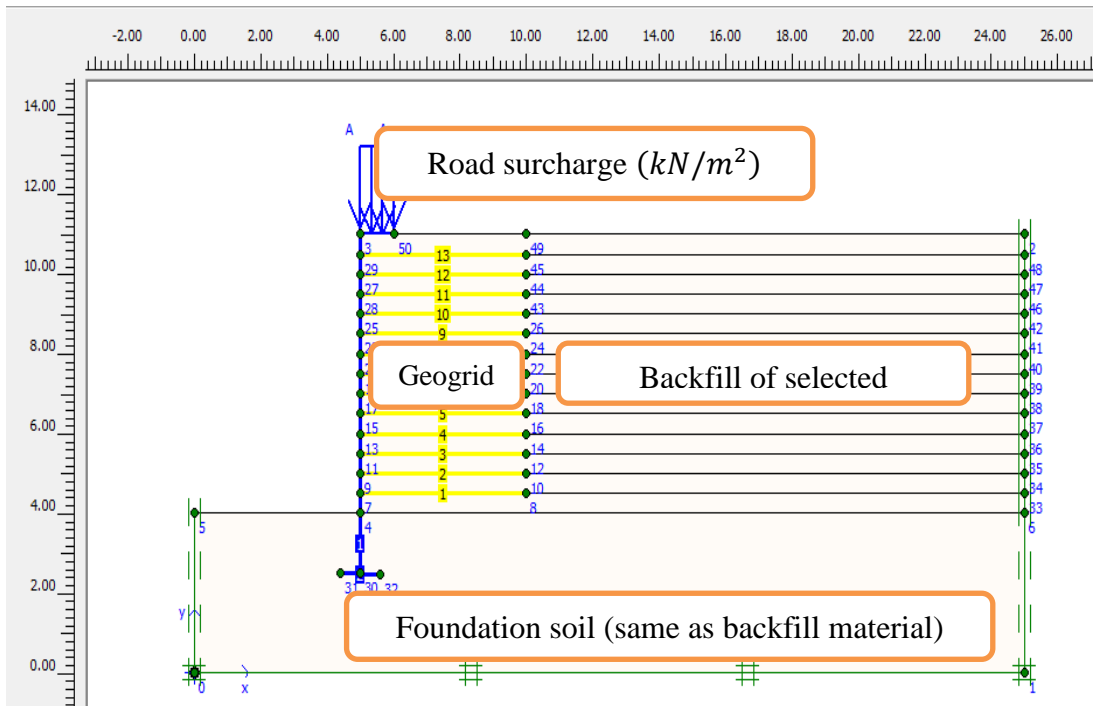 -2.00 0.00 2.00 4.00 6.00 8.00 10.00 12.00 14.00 16.00 18.00 20.00 22.00 24.00 26.00
14.00
A
Road surcharge (kN/m²)
12.00
3 50 49 2
13
29 45 48
10.00
12
27 44 47
11
28 43 46
10
25 26 42
9
8.00
24 41
Geogrid
Backfill of selected
22 40
20 39
17 18 38
5
6.00
15 16 37
4
13 14 36
3
11 12 35
2
9 10 34
1
4.00
7 8 33
5 4 6
1
2.00
31 30 32
y
Foundation soil (same as backfill material)
0.00
0 x 1